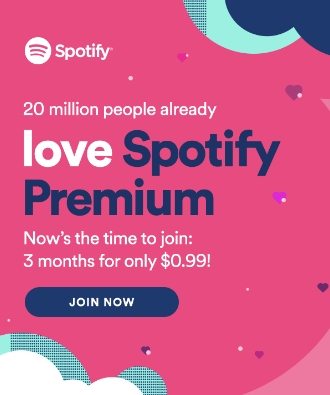 Spotify®
20 million people already
love Spotify
Premium
Now's the time to join:
3 months for only $0.99!
JOIN NOW